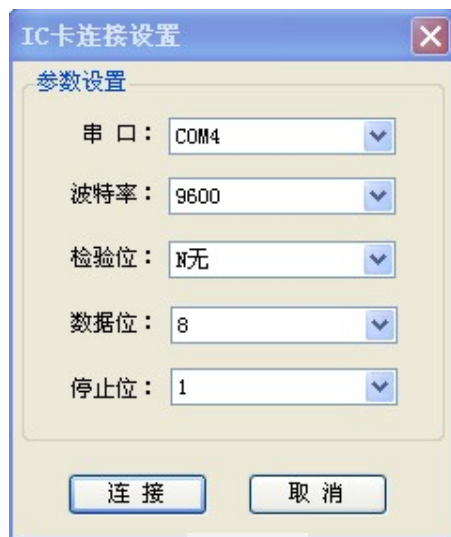 IC卡连接设置
参数设置
串 口： COM4
波特率： 9600
检验位： N无
数据位： 8
停止位： 1
连 接 取 消